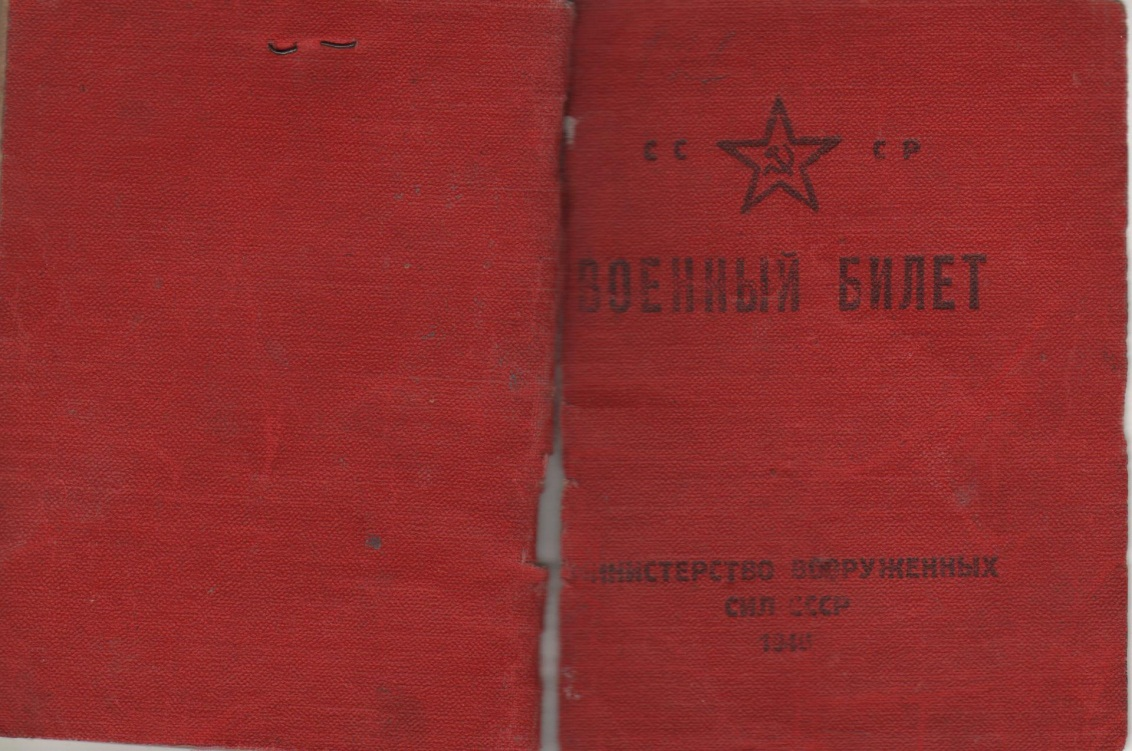 СС СР
ВОЕННЫЙ БИЛЕТ
МИНИСТЕРСТВО ВООРУЖЕННЫХ
СИЛ СССР